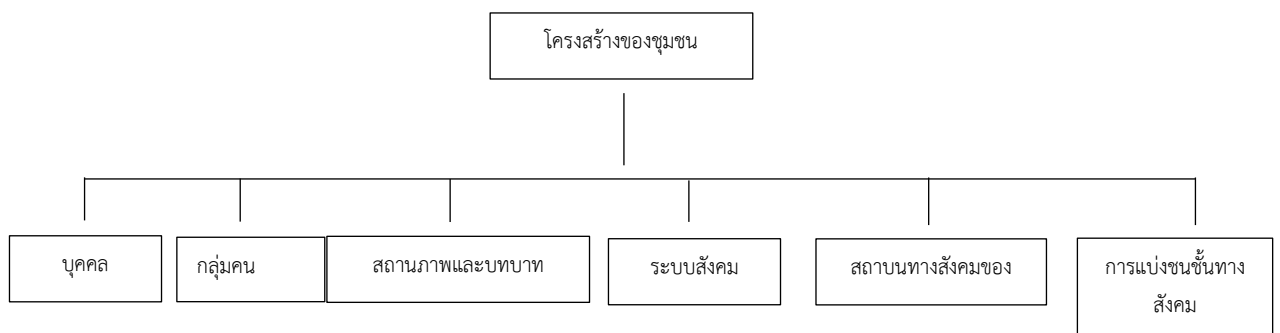 โครงสร้างของชุมชน
บุคคล
กลุ่มคน
สถานภาพและบทบาท
ระบบสังคม
สถาบนทางสังคมของ
การแบ่งชนชั้นทาง
สังคม